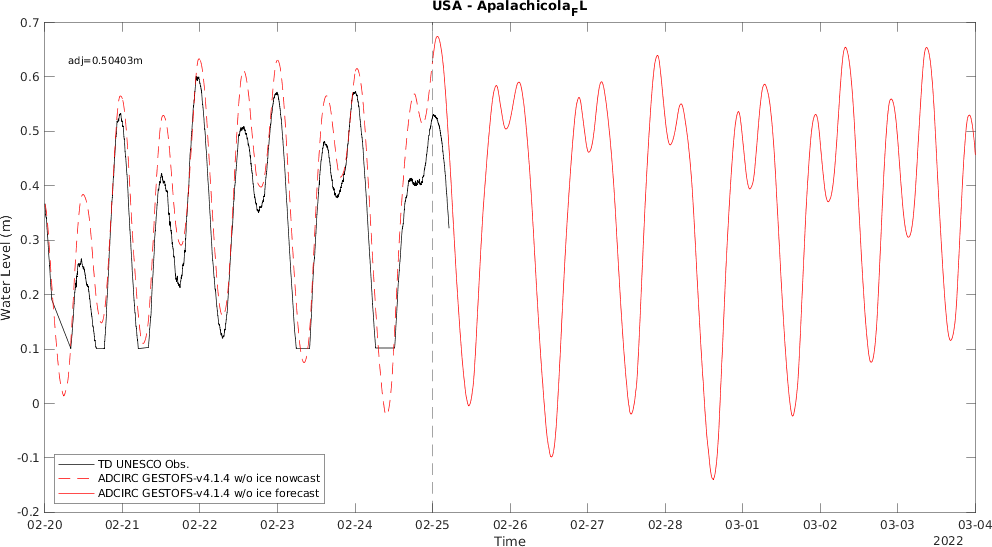 USA - Apalachicola_FL
adj=0.50403m
0.7
0.6
0.5
0.4
0.3
0.2
0.1
0
-0.1
-0.2
Water Level (m)
TD UNESCO Obs.
ADCIRC GESTOFS-v4.1.4 w/o ice nowcast
ADCIRC GESTOFS-v4.1.4 w/o ice forecast
02-20 02-21 02-22 02-23 02-24 02-25 02-26 02-27 02-28 03-01 03-02 03-03 03-04
Time
2022